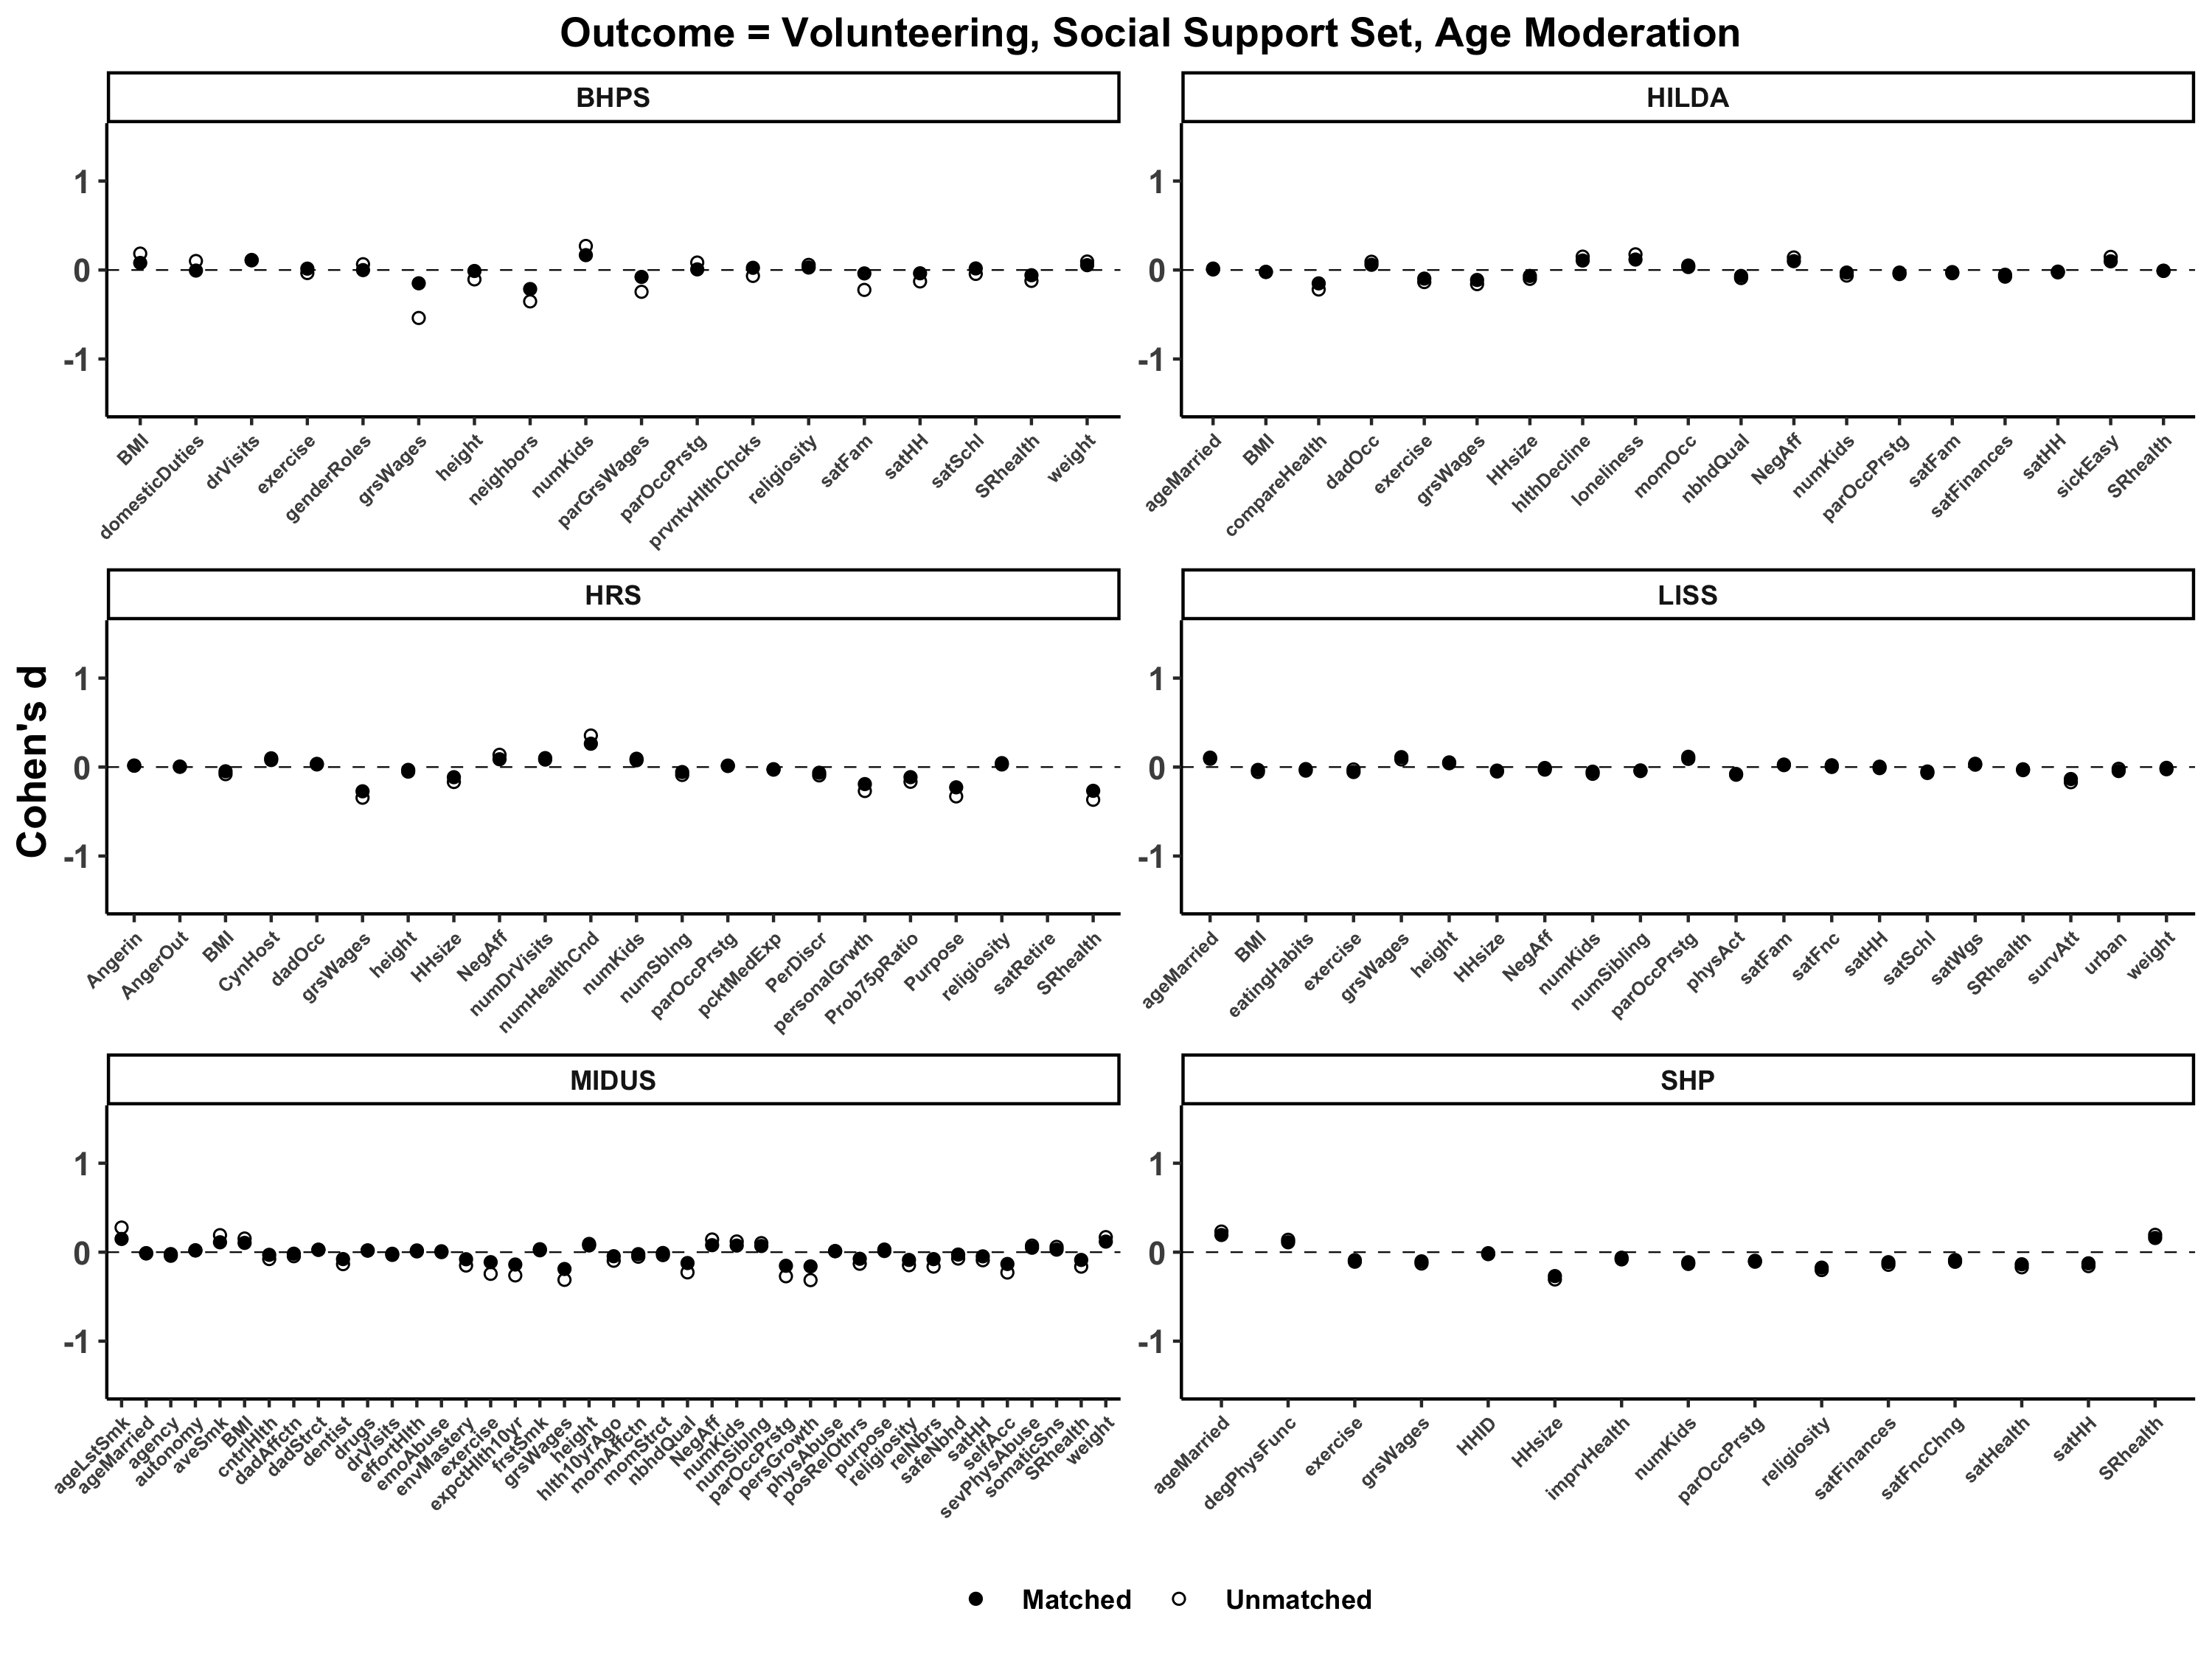 Outcome = Volunteering, Social Support Set, Age Moderation
BHPS
HILDA
1
0
-1
1
0
-1
BMI
domesticDuties
drVisits
exercise
genderRoles
grsWages
height
neighbors
numKids
parGrsWages
parOccPrstg
prvntvHlthChcks
religiosity
satFam
satHH
satSchl
SRhealth
weight
ageMarried
BMI
compareHealth
dadOcc
exercise
grsWages
HHsize
hlthDecline
loneliness
momOcc
nbhdQual
NegAff
numKids
parOccPrstg
satFam
satFinances
satHH
sickEasy
SRhealth
HRS
LISS
Cohen's d
1
0
-1
1
0
-1
Angerin
AngerOut
BMI
CynHost
dadOcc
grsWages
height
HHsize
NegAff
numDrVisits
numHealthCnd
numKids
numSblng
parOccPrstg
pcktMedExp
PerDiscr
personalGrwth
Prob75pRatio
Purpose
religiosity
satRetire
SRhealth
ageMarried
BMI
eatingHabits
exercise
grsWages
height
HHsize
NegAff
numKids
numSibling
parOccPrstg
physAct
satFam
satFnc
satHH
satSchl
satWgs
SRhealth
survAtt
urban
weight
MIDUS
SHP
1
0
-1
1
0
-1
ageLstSmk
ageMarried
agency
autonomy
aveSmk
BMI
cntrlHlth
dadAffctn
dadStrct
dentist
drugs
drVisits
effortHlth
emoAbuse
envMastery
exercise
expctHlth10yr
frstSmk
grsWages
height
hlth10yrAgo
momAffctn
momStrct
nbhdQual
NegAff
numKids
numSiblng
parOccPrstg
persGrowth
physAbuse
posRelOthrs
purpose
religiosity
relNbrs
safeNbhd
satHH
selfAcc
sevPhysAbuse
somaticSns
SRhealth
weight
ageMarried
degPhysFunc
exercise
grsWages
HHID
HHsize
imprvHealth
numKids
parOccPrstg
religiosity
satFinances
satFncChng
satHealth
satHH
SRhealth
Matched
Unmatched